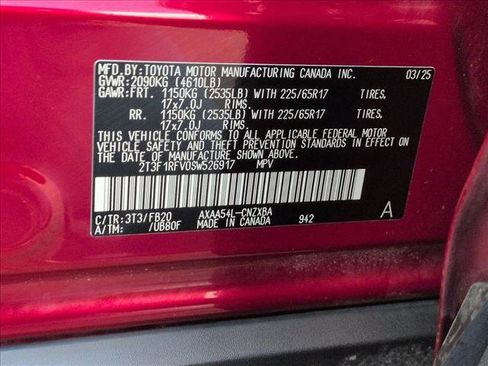 MFD. BY: TOYOTA MOTOR MANUFACTURING CANADA INC. 03/25
GVWR: 2090KG (4610LB)
GAWR: FRT. 1150KG (2535LB) WITH 225/65R17 TIRES,
17x7.0J RIMS.
RR. 1150KG (2535LB) WITH 225/65R17 TIRES,
17x7.0J RIMS.
THIS VEHICLE CONFORMS TO ALL APPLICABLE FEDERAL MOTOR
VEHICLE SAFETY AND THEFT PREVENTION STANDARDS IN EFFECT
ON THE DATE OF MANUFACTURE SHOWN ABOVE.
2T3F1RFV0SW526917 MPV
C/TR: 3T3/FB20 AXAA54L-CNZXBA
A/TM: /UB80F MADE IN CANADA 942 A